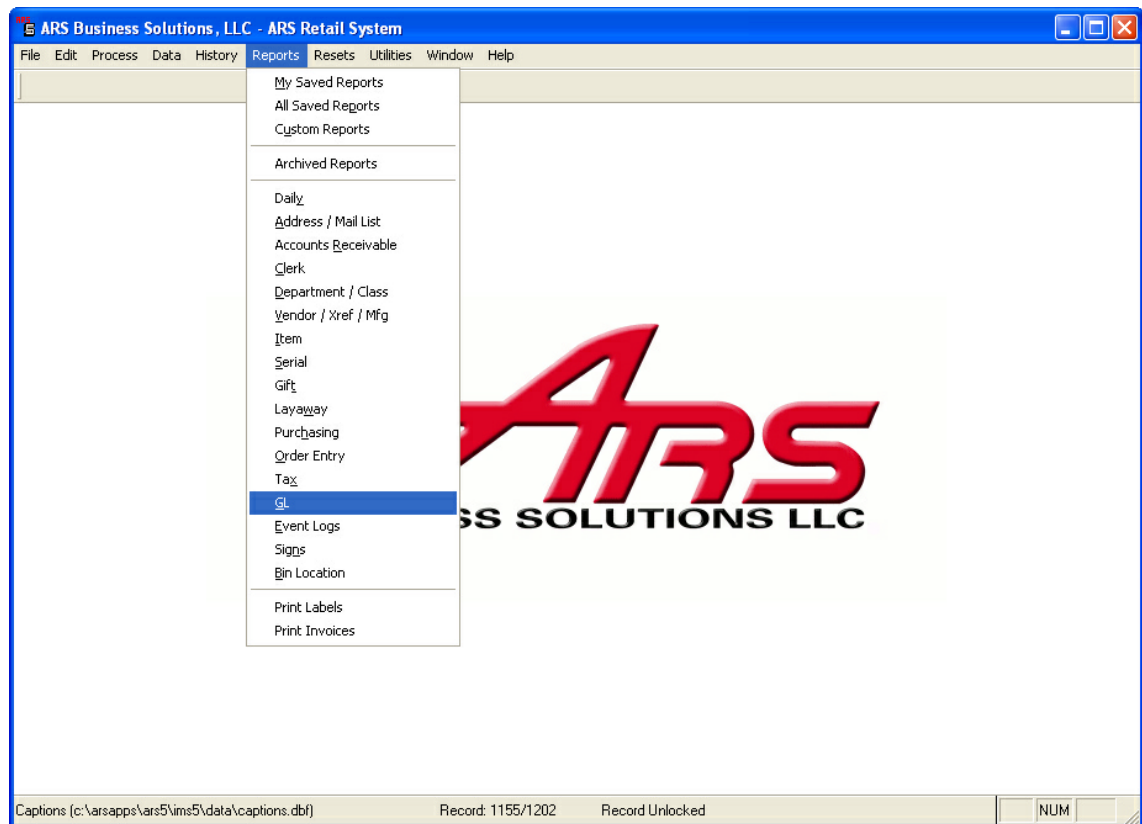 ARS Business Solutions, LLC - ARS Retail System
File Edit Process Data History Reports Resets Utilities Window Help
My Saved Reports
All Saved Reports
Custom Reports
Archived Reports
Daily
Address / Mail List
Accounts Receivable
Clerk
Department / Class
Vendor / Xref / Mfg
Item
Serial
Gift
Layaway
Purchasing
Order Entry
Tax
GL
Event Logs
Signs
Bin Location
Print Labels
Print Invoices
ARS
SS SOLUTIONS LLC
Captions (c:\arsapps\ars5\ims5\data\captions.dbf) Record: 1155/1202 Record Unlocked NUM